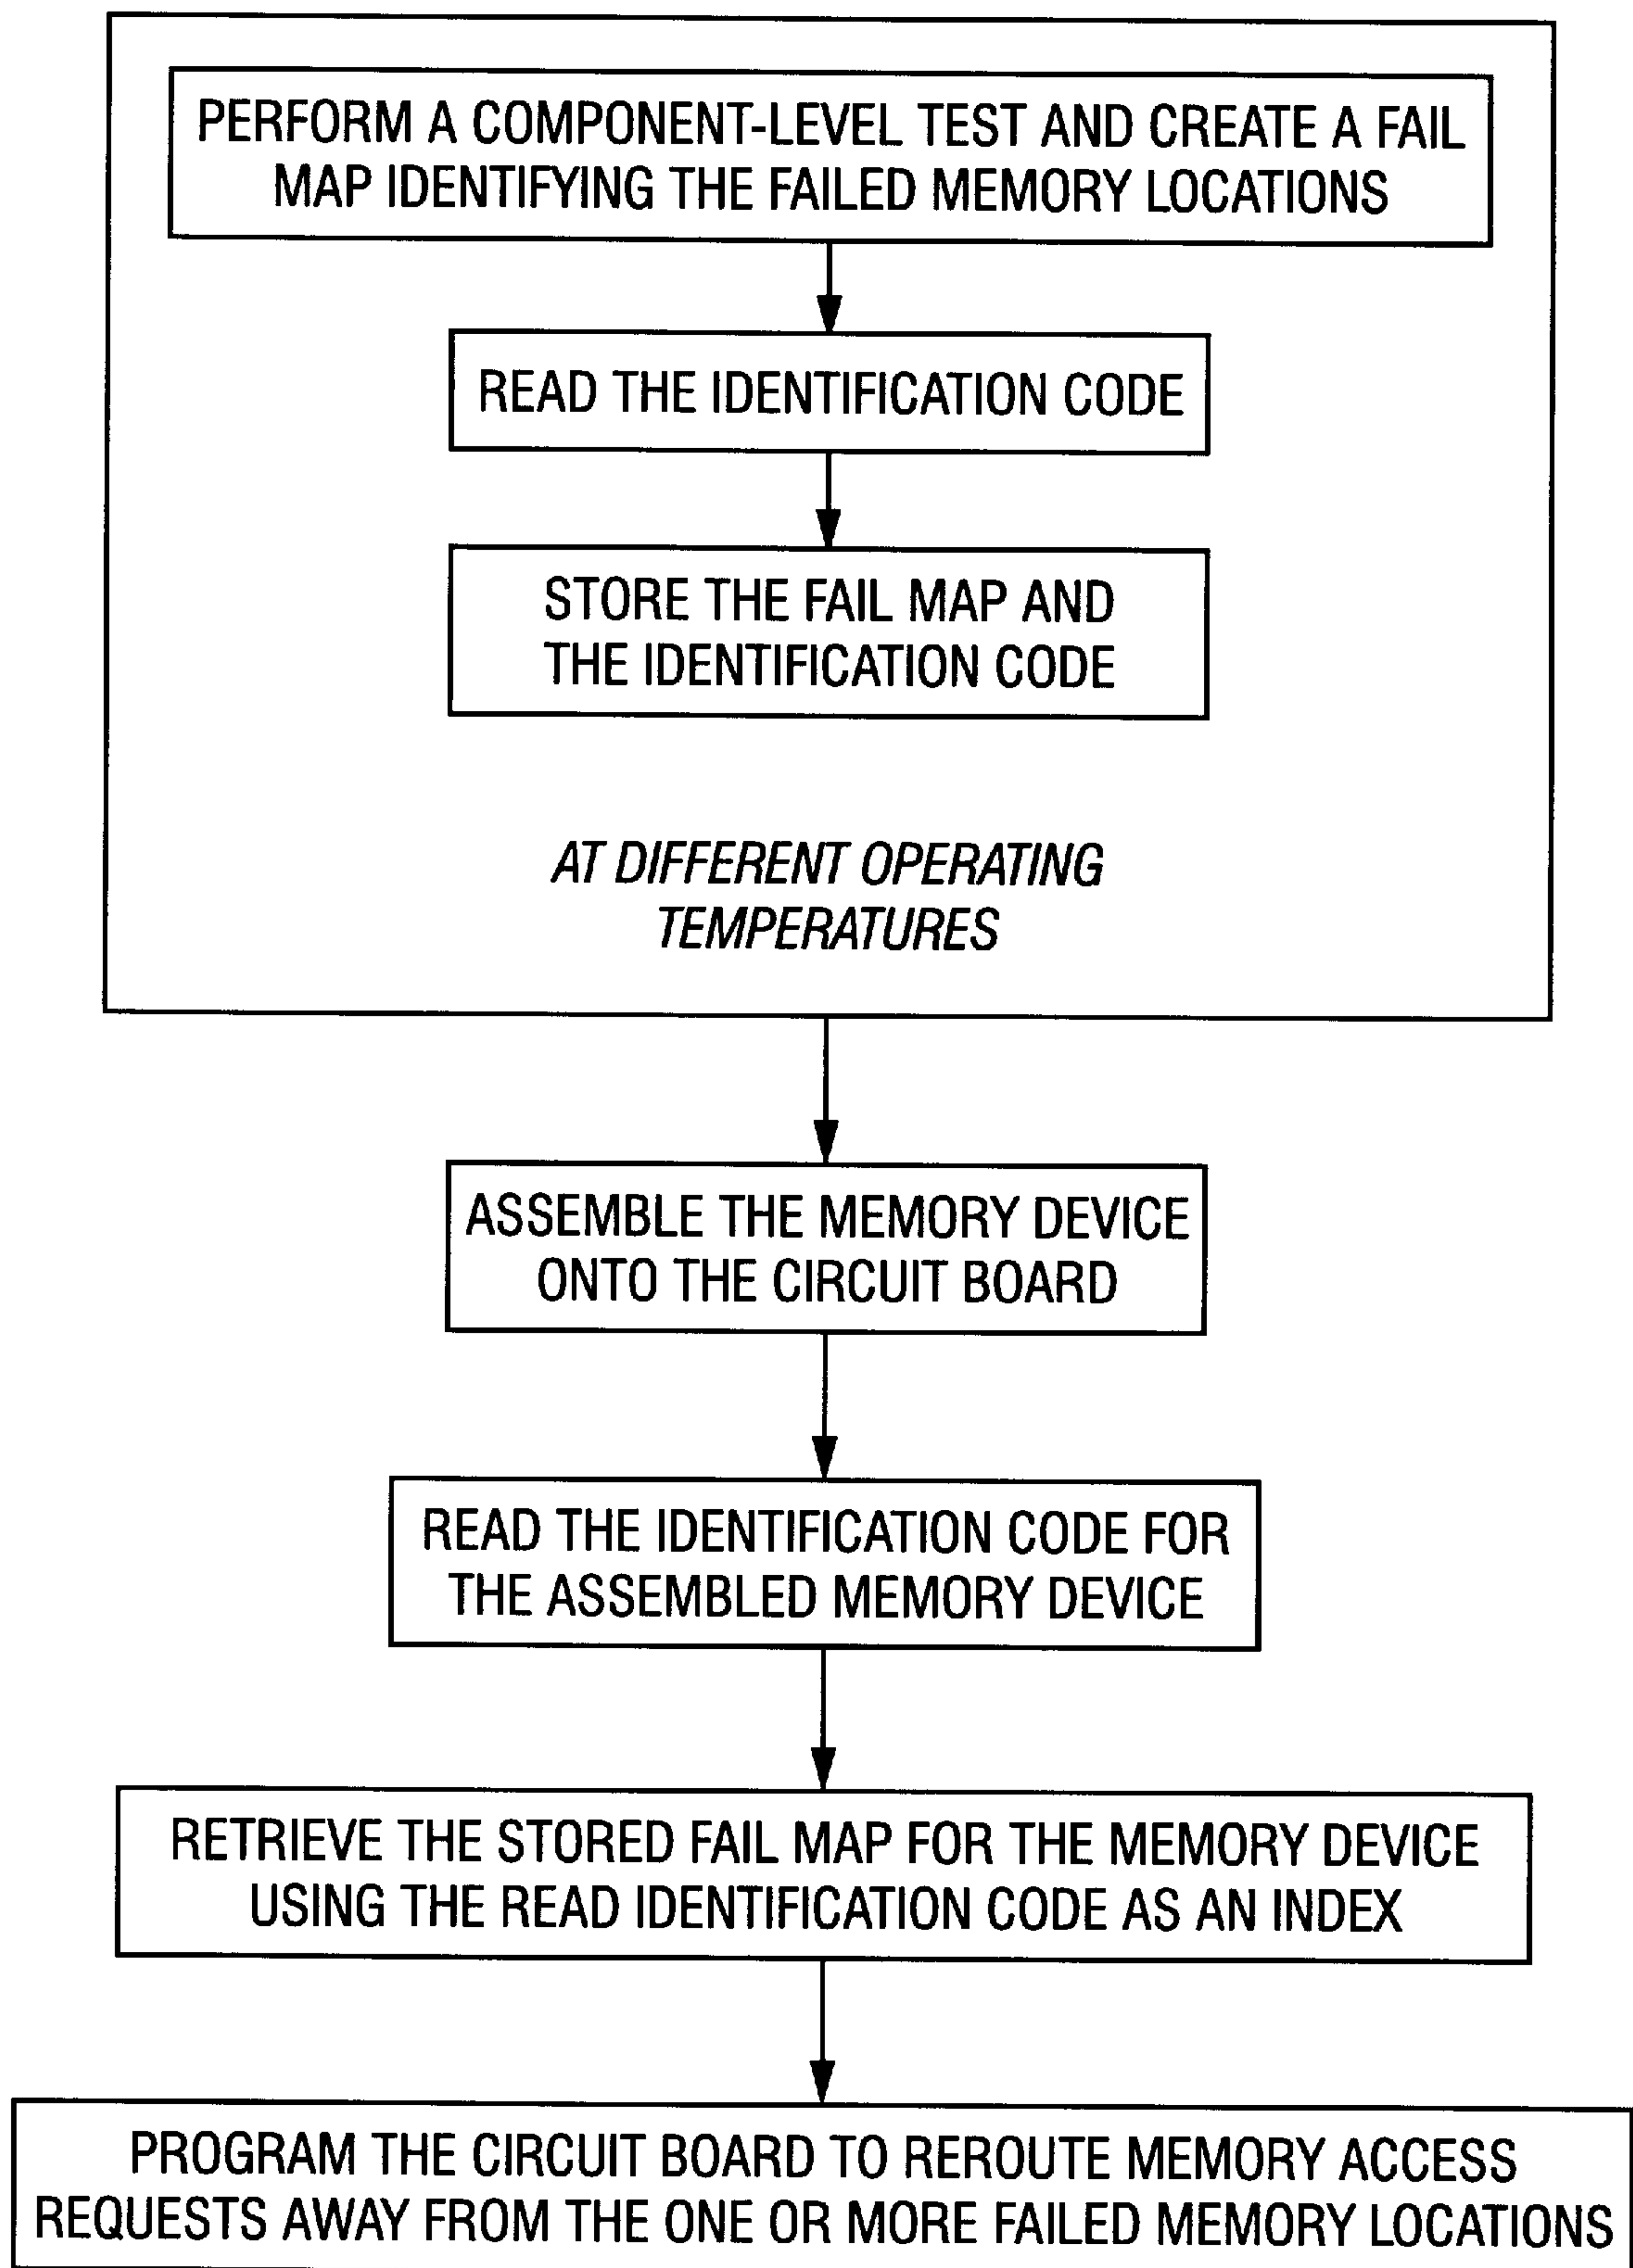 PERFORM A COMPONENT-LEVEL TEST AND CREATE A FAIL
MAP IDENTIFYING THE FAILED MEMORY LOCATIONS
READ THE IDENTIFICATION CODE
STORE THE FAIL MAP AND
THE IDENTIFICATION CODE
AT DIFFERENT OPERATING
TEMPERATURES
ASSEMBLE THE MEMORY DEVICE
ONTO THE CIRCUIT BOARD
READ THE IDENTIFICATION CODE FOR
THE ASSEMBLED MEMORY DEVICE
RETRIEVE THE STORED FAIL MAP FOR THE MEMORY DEVICE
USING THE READ IDENTIFICATION CODE AS AN INDEX
PROGRAM THE CIRCUIT BOARD TO REROUTE MEMORY ACCESS
REQUESTS AWAY FROM THE ONE OR MORE FAILED MEMORY LOCATIONS